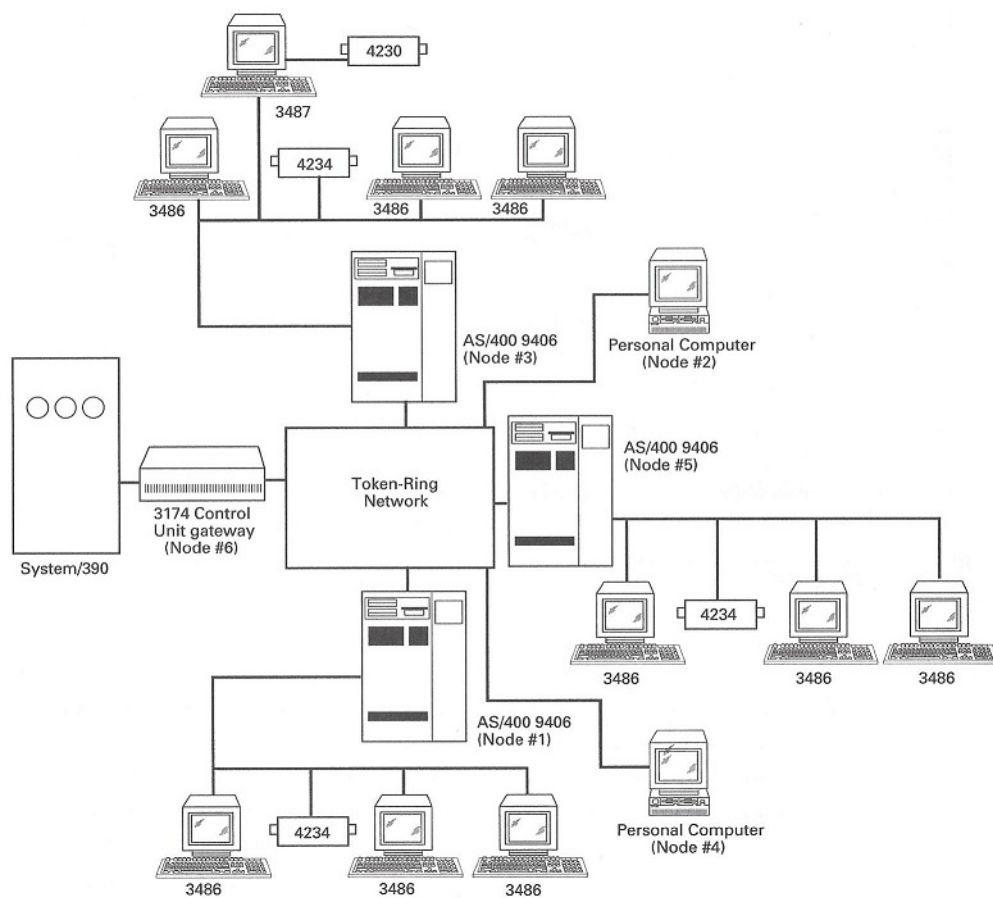 4230
3487
4234
3486
3486
3486
AS/400 9406
(Node #3)
Personal Computer
(Node #2)
AS/400 9406
(Node #5)
Token-Ring
Network
3174 Control
Unit gateway
(Node #6)
System/390
4234
3486
3486
3486
AS/400 9406
(Node #1)
4234
Personal Computer
(Node #4)
3486
3486
3486